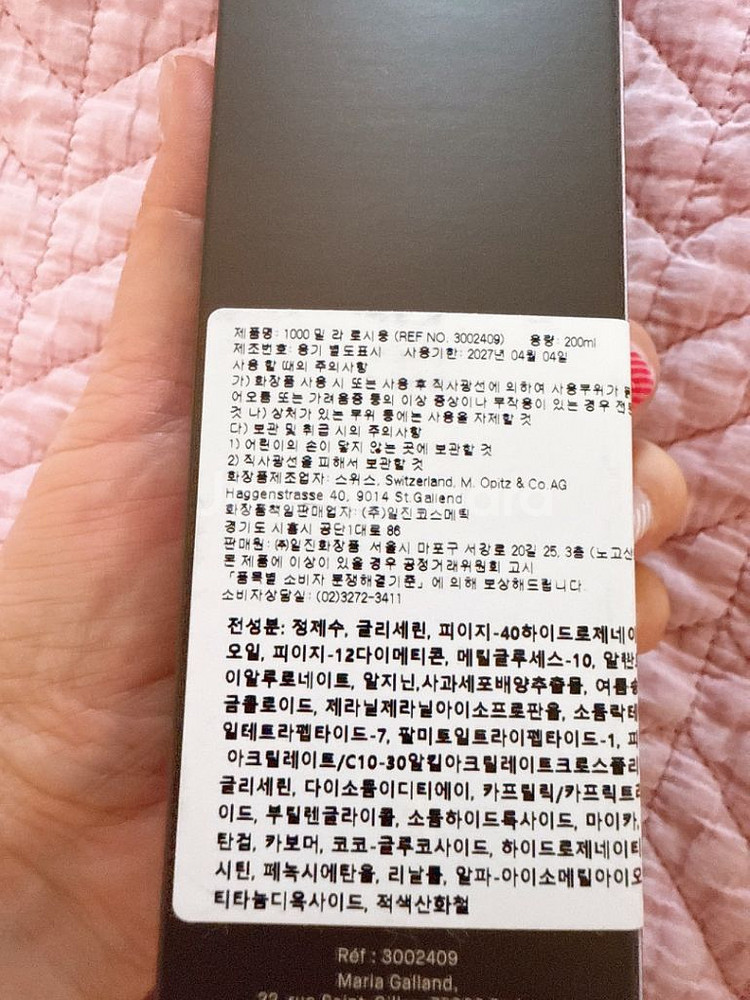 제품명: 1000 밀 라 로시옹 (REF NO. 3002409) 용량: 200ml
제조번호: 용기 별도표시 사용기한: 2027년 04월 04일
사용 할 때의 주의사항
가) 화장품 사용 시 또는 사용 후 직사광선에 의하여 사용부위가
어오름 또는 가려움증 등의 이상 증상이나 부작용이 있는 경우
것 나) 상처가 있는 부위 등에는 사용을 자제할 것
다) 보관 및 취급 시의 주의사항
1) 어린이의 손이 닿지 않는 곳에 보관할 것
2) 직사광선을 피해서 보관할 것
화장품제조업자: 스위스, Switzerland, M. Opitz & Co.AG
Haggenstrasse 40, 9014 St.Gallend
화장품책임판매업자: (주)일진코스메틱
경기도 시흥시 공단1대로 86
판매원: ㈜일진화장품 서울시 마포구 서강로 20길 25, 3층 (노고산
본 제품에 이상이 있을 경우 공정거래위원회 고시
「품목별 소비자 분쟁해결기준」에 의해 보상해드립니다.
소비자상담실: (02)3272-3411
전성분: 정제수, 글리세린, 피이지-40하이드로제네이
오일, 피이지-12다이메티콘, 메틸글루세스-10, 알란
이알루로네이트, 알지닌,사과세포배양추출물, 여름송
금콜로이드, 제라닐제라닐아이소프로판올, 소듐락테
일테트라펩타이드-7, 팔미토일트라이펩타이드-1,
아크릴레이트/C10-30알킬아크릴레이트크로스폴리
글리세린, 다이소듐이디티에이, 카프릴릭/카프릭트라
이드, 부틸렌글라이콜, 소듐하이드록사이드, 마이카,
탄검, 카보머, 코코-글루코사이드, 하이드로제네이티
시틴, 페녹시에탄올, 리날룰, 알파-아이소메틸아이오
티타늄디옥사이드, 적색산화철
Réf : 3002409
Maria Galland,